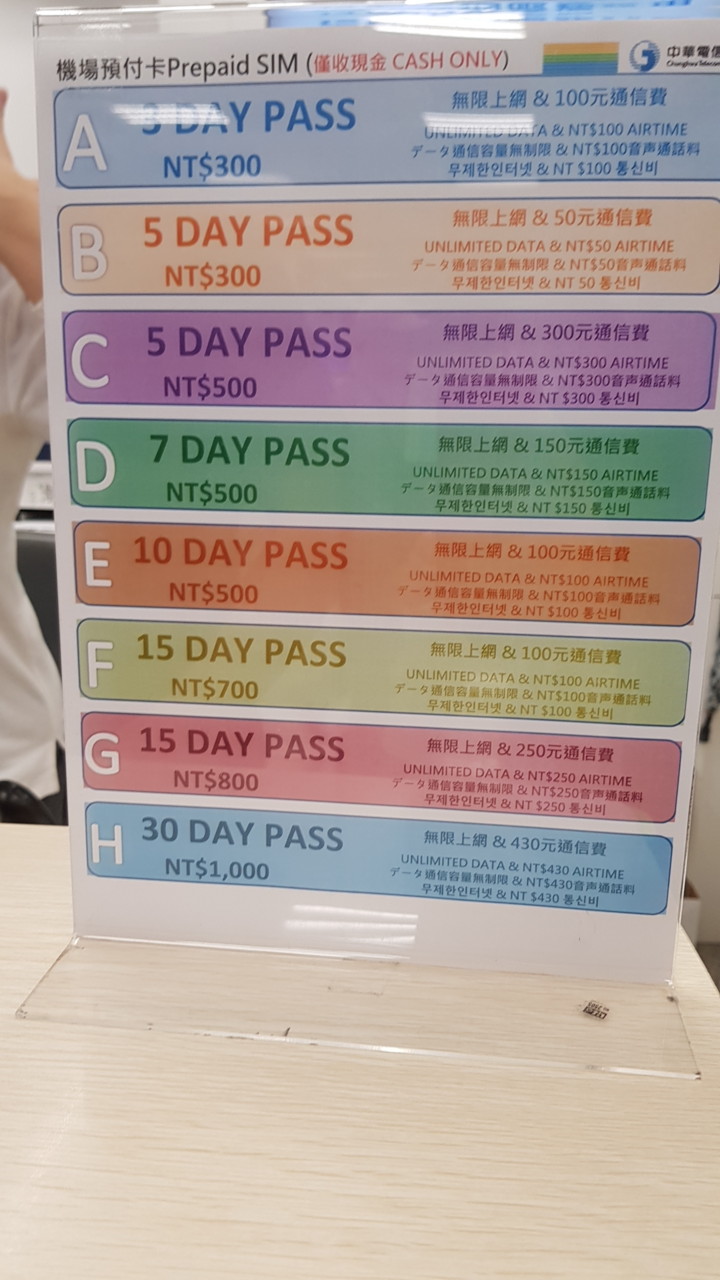 機場預付卡Prepaid SIM (僅收現金 CASH ONLY)
中華電信
Chunghwa Telecom
A
3 DAY PASS
NT$300
無限上網 & 100元通信費
UNLIMITED DATA & NT$100 AIRTIME
データ通信容量無制限 & NT$100音声通話料
무제한인터넷 & NT $100 통신비
B
5 DAY PASS
NT$300
無限上網 & 50元通信費
UNLIMITED DATA & NT$50 AIRTIME
データ通信容量無制限 & NT$50音声通話料
무제한인터넷 & NT 50 통신비
C
5 DAY PASS
NT$500
無限上網 & 300元通信費
UNLIMITED DATA & NT$300 AIRTIME
データ通信容量無制限 & NT$300音声通話料
무제한인터넷 & NT $300 통신비
D
7 DAY PASS
NT$500
無限上網 & 150元通信費
UNLIMITED DATA & NT$150 AIRTIME
データ通信容量無制限 & NT$150音声通話料
무제한인터넷 & NT $150 통신비
E
10 DAY PASS
NT$500
無限上網 & 100元通信費
UNLIMITED DATA & NT$100 AIRTIME
データ通信容量無制限 & NT$100音声通話料
무제한인터넷 & NT $100 통신비
F
15 DAY PASS
NT$700
無限上網 & 100元通信費
UNLIMITED DATA & NT$100 AIRTIME
データ通信容量無制限 & NT$100音声通話料
무제한인터넷 & NT $100 통신비
G
15 DAY PASS
NT$800
無限上網 & 250元通信費
UNLIMITED DATA & NT$250 AIRTIME
データ通信容量無制限 & NT$250音声通話料
무제한인터넷 & NT $250 통신비
H
30 DAY PASS
NT$1,000
無限上網 & 430元通信費
UNLIMITED DATA & NT$430 AIRTIME
データ通信容量無制限 & NT$430音声通話料
무제한인터넷 & NT $430 통신비